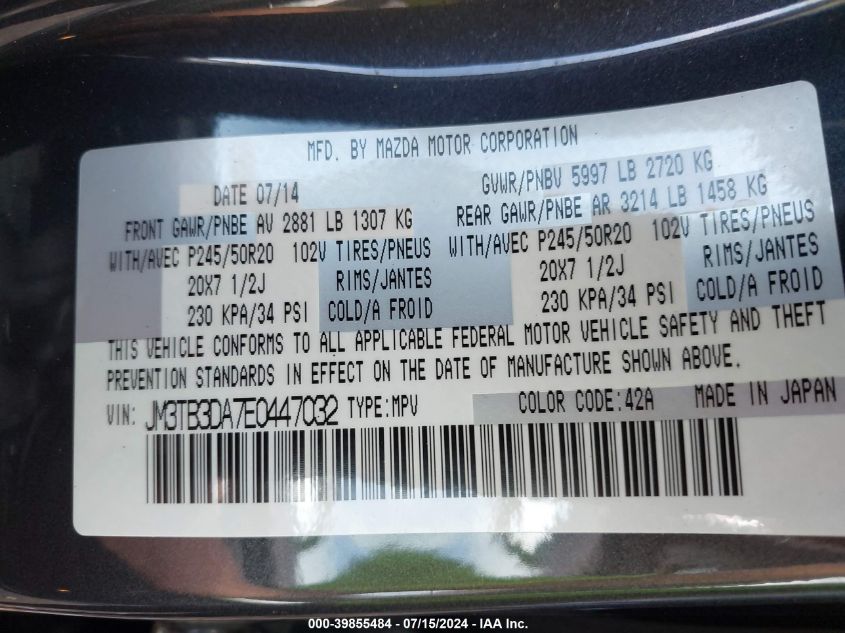 MFD. BY MAZDA MOTOR CORPORATION
DATE 07/14 GVWR/PNBV 5997 LB 2720 KG
FRONT GAWR/PNBE AV 2881 LB 1307 KG REAR GAWR/PNBE AR 3214 LB 1458 KG
WITH/AVEC P245/50R20 102V TIRES/PNEUS WITH/AVEC P245/50R20 102V TIRES/PNEUS
20X7 1/2J RIMS/JANTES 20X7 1/2J RIMS/JANTES
230 KPA/34 PSI COLD/A FROID 230 KPA/34 PSI COLD/A FROID
THIS VEHICLE CONFORMS TO ALL APPLICABLE FEDERAL MOTOR VEHICLE SAFETY AND THEFT
PREVENTION STANDARDS IN EFFECT ON THE DATE OF MANUFACTURE SHOWN ABOVE.
VIN: JM3TB3DA7E0447032 TYPE:MPV COLOR CODE:42A MADE IN JAPAN
000-39855484 - 07/15/2024 - IAA Inc.